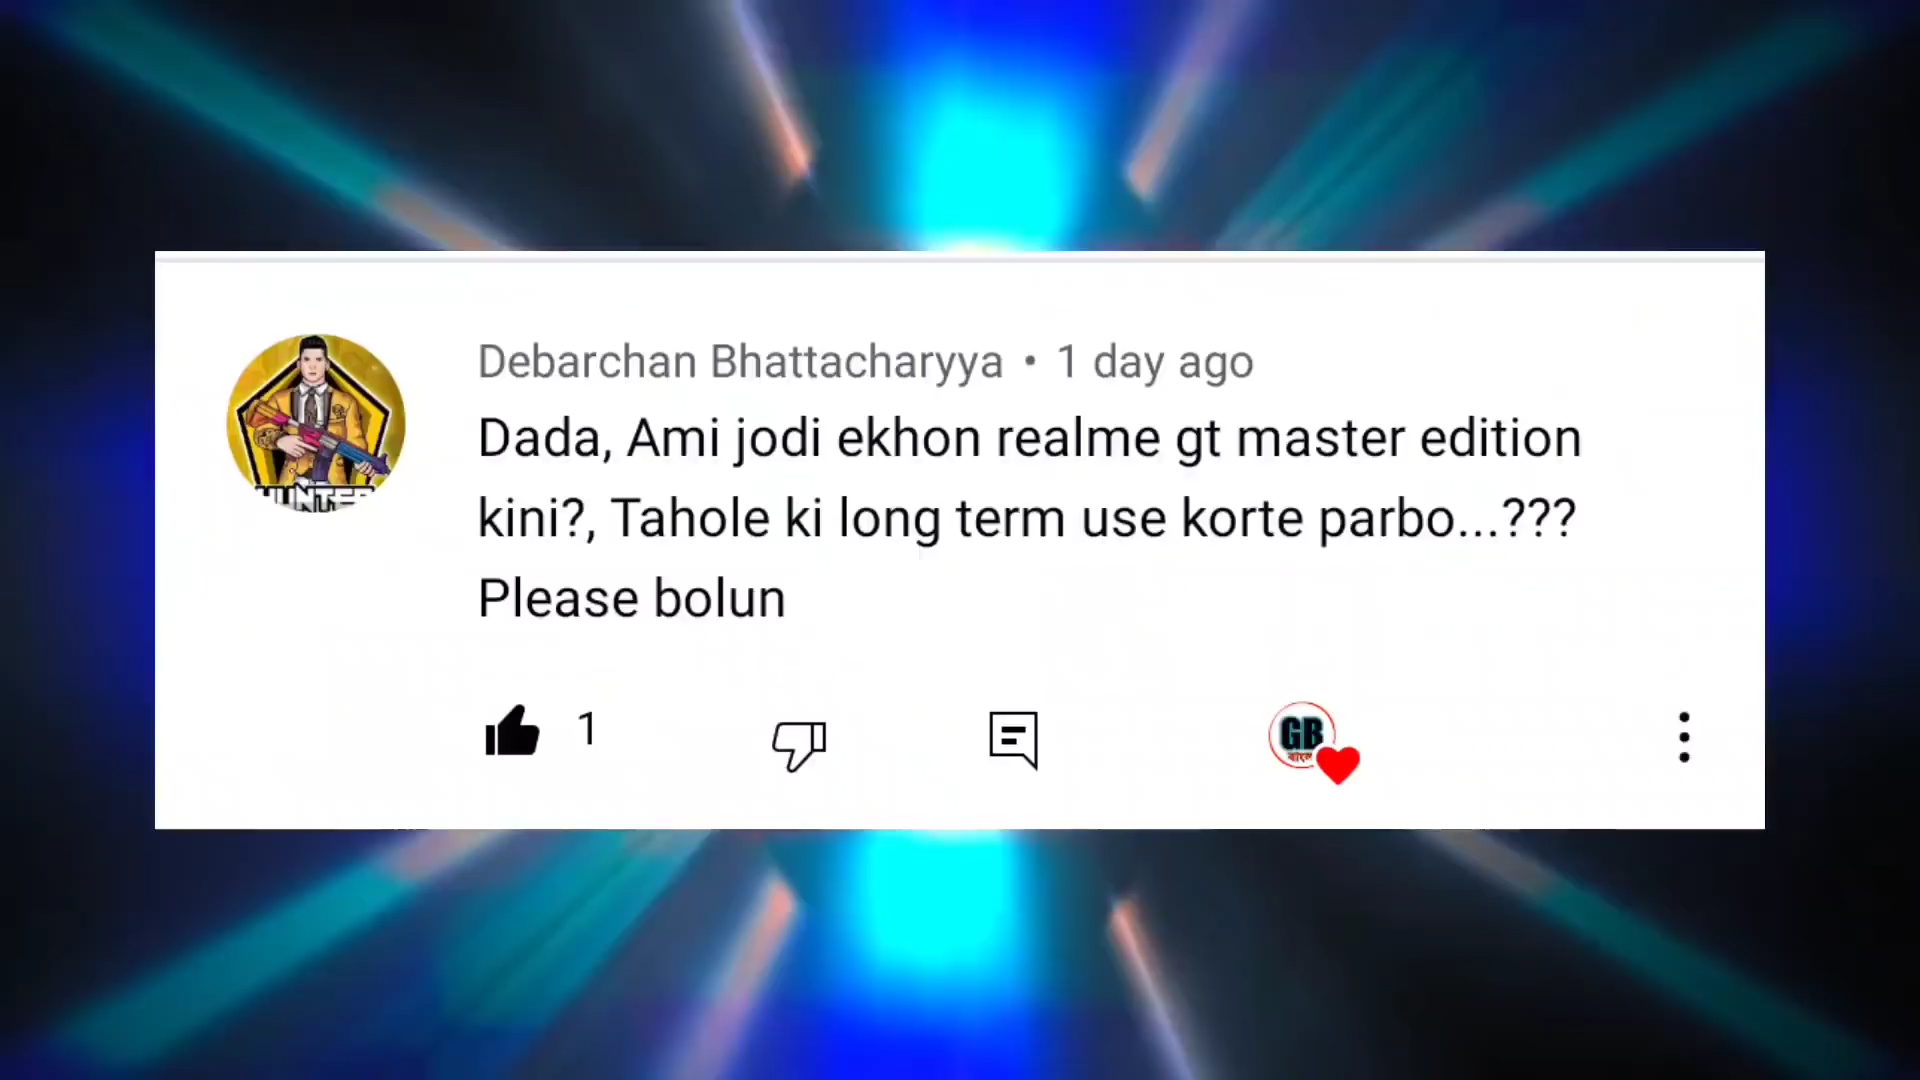 Debarchan Bhattacharyya • 1 day ago
Dada, Ami jodi ekhon realme gt master edition
kini?, Tahole ki long term use korte parbo...???
Please bolun
HUNTER
1
GB
বাংলা